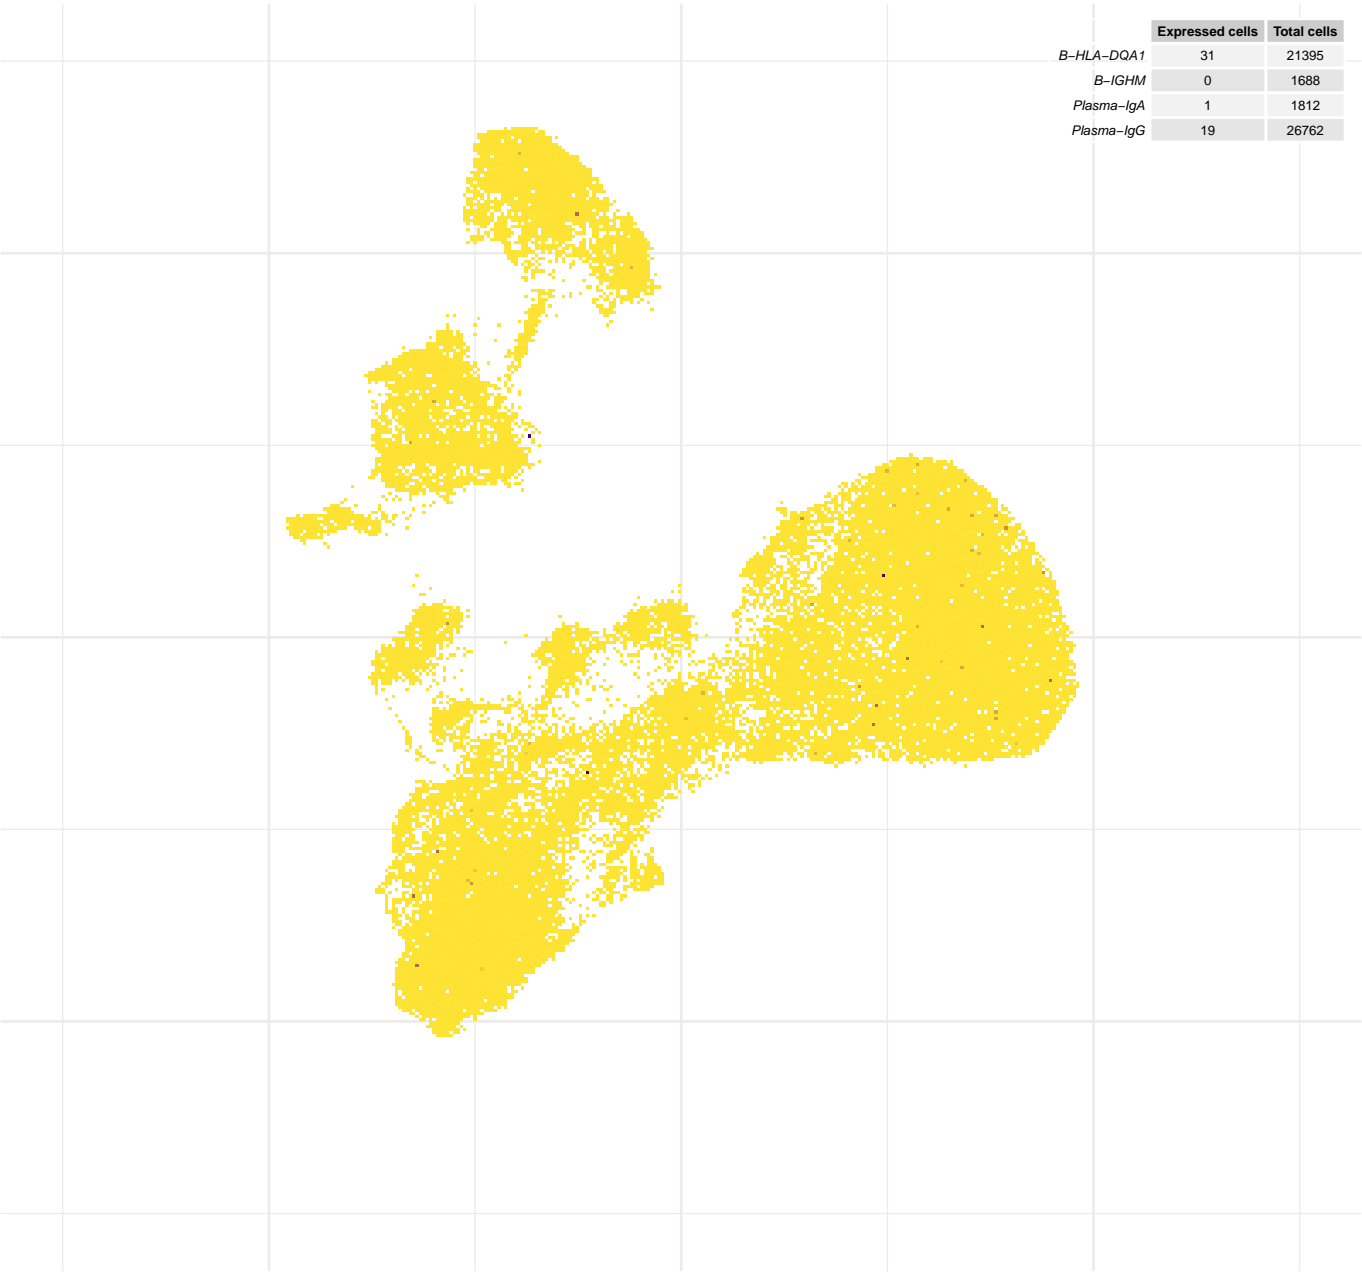 Expressed cells Total cells
B−HLA−DQA1 31 21395
B−IGHM 0 1688
Plasma−IgA 1 1812
Plasma−IgG 19 26762